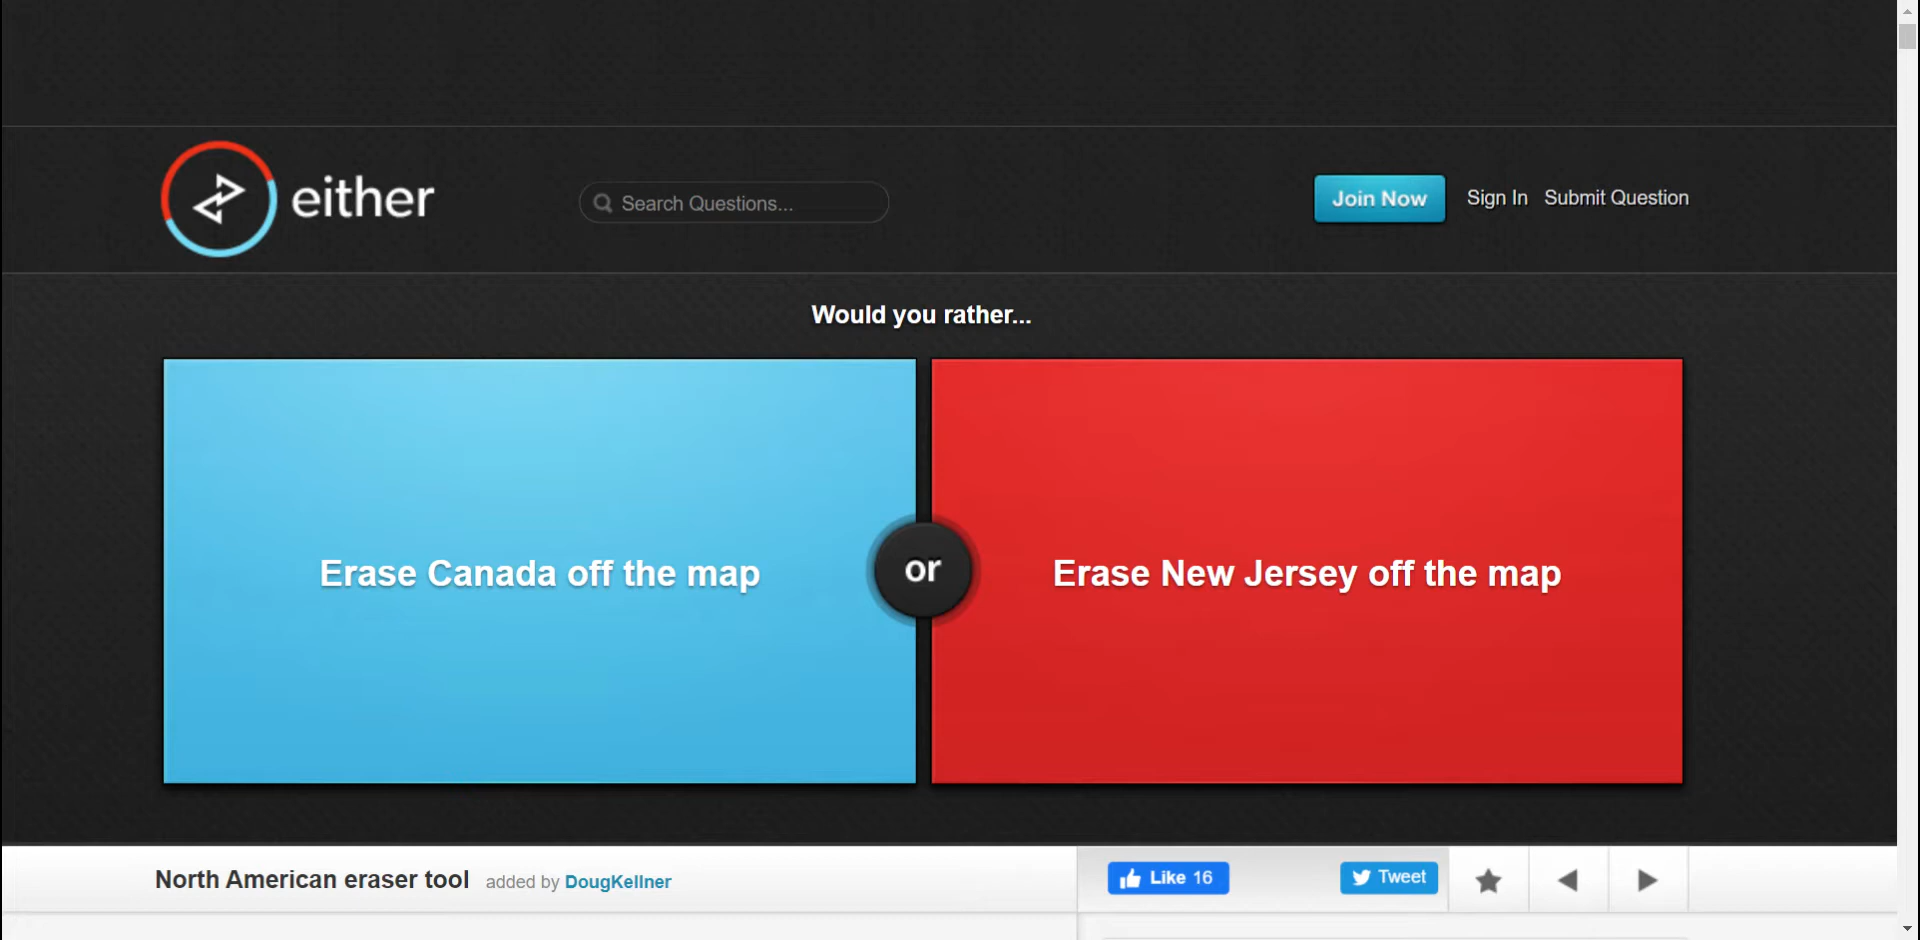 either
Search Questions...
Join Now
Sign In
Submit Question
Would you rather...
Erase Canada off the map
or
Erase New Jersey off the map
North American eraser tool
added by DougKellner
Like 16
Tweet